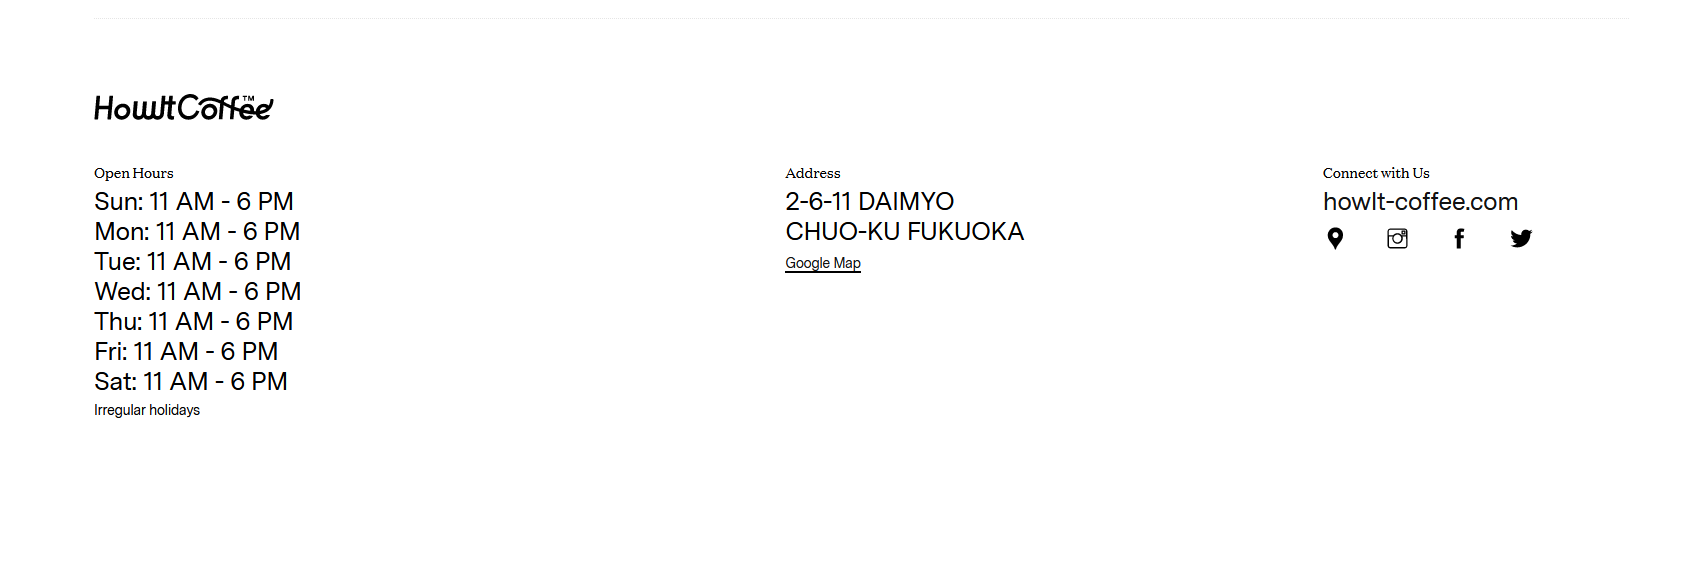 HowItCoffee™
Open Hours
Sun: 11 AM - 6 PM
Mon: 11 AM - 6 PM
Tue: 11 AM - 6 PM
Wed: 11 AM - 6 PM
Thu: 11 AM - 6 PM
Fri: 11 AM - 6 PM
Sat: 11 AM - 6 PM
Irregular holidays
Address
2-6-11 DAIMYO
CHUO-KU FUKUOKA
Google Map
Connect with Us
howIt-coffee.com